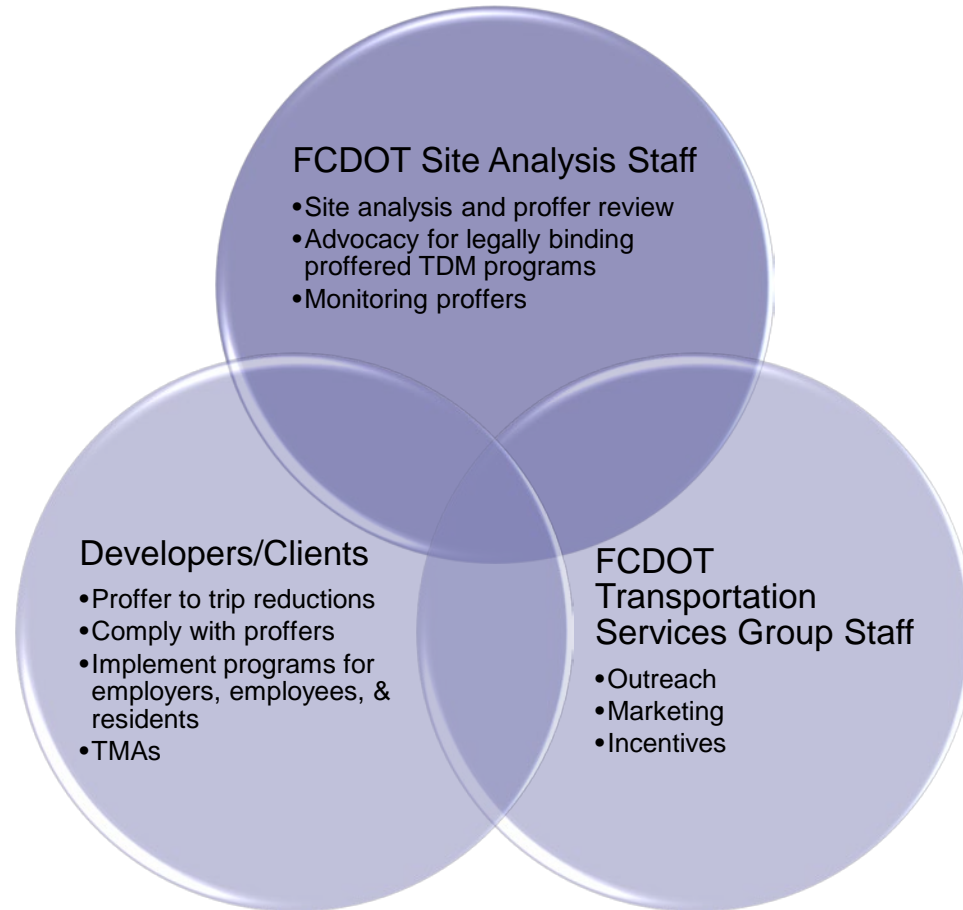 FCDOT Site Analysis Staff
•Site analysis and proffer review
•Advocacy for legally binding
proffered TDM programs
•Monitoring proffers
Developers/Clients
•Proffer to trip reductions
•Comply with proffers
•Implement programs for
employers, employees, &
residents
•TMAs
FCDOT
Transportation
Services Group Staff
•Outreach
•Marketing
•Incentives